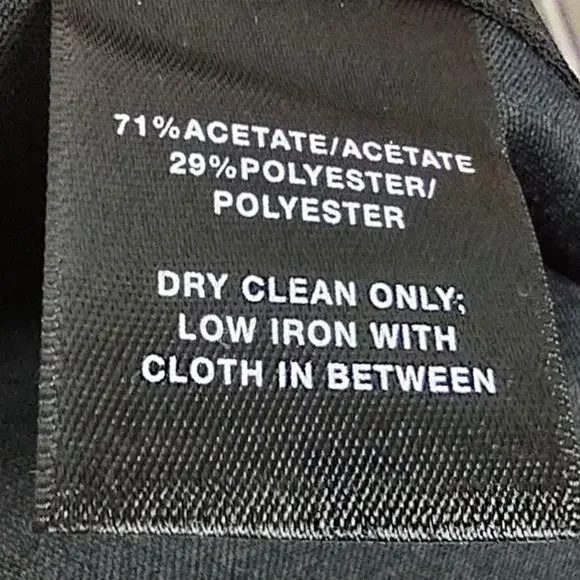 71%ACETATE/ACÉTATE
29%POLYESTER/
POLYESTER
DRY CLEAN ONLY;
LOW IRON WITH
CLOTH IN BETWEEN